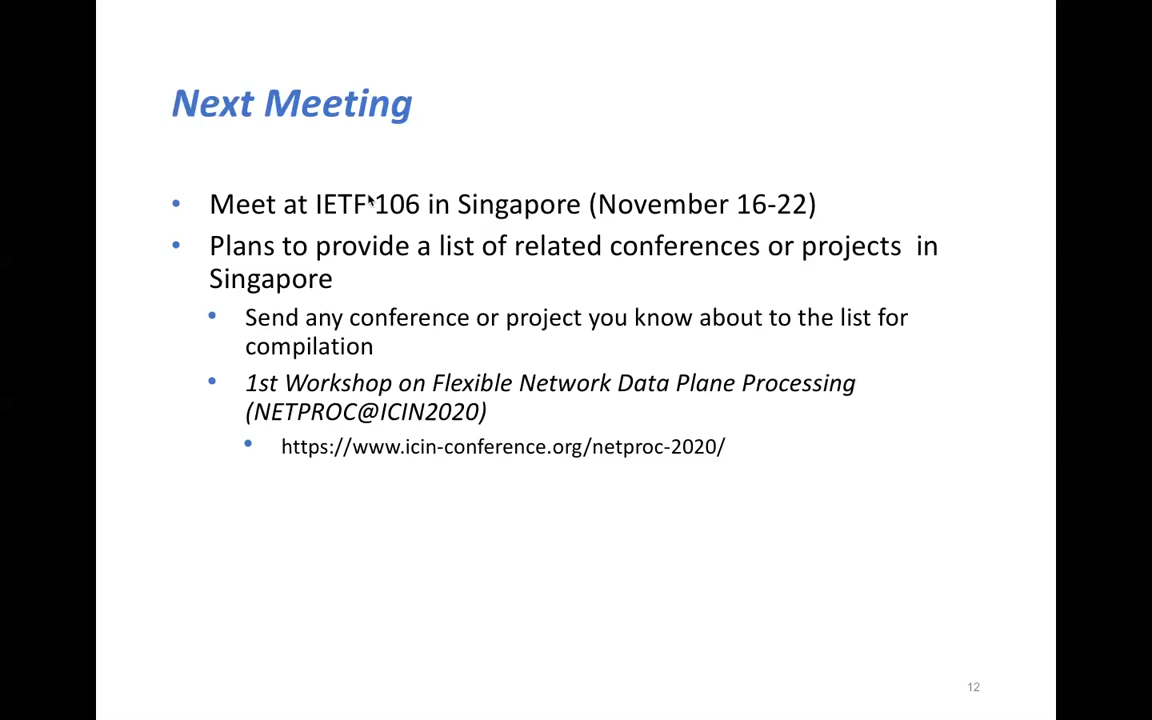 Next Meeting
• Meet at IETF 106 in Singapore (November 16-22)
• Plans to provide a list of related conferences or projects in
Singapore
• Send any conference or project you know about to the list for
compilation
• 1st Workshop on Flexible Network Data Plane Processing
(NETPROC@ICIN2020)
• https://www.icin-conference.org/netproc-2020/
12